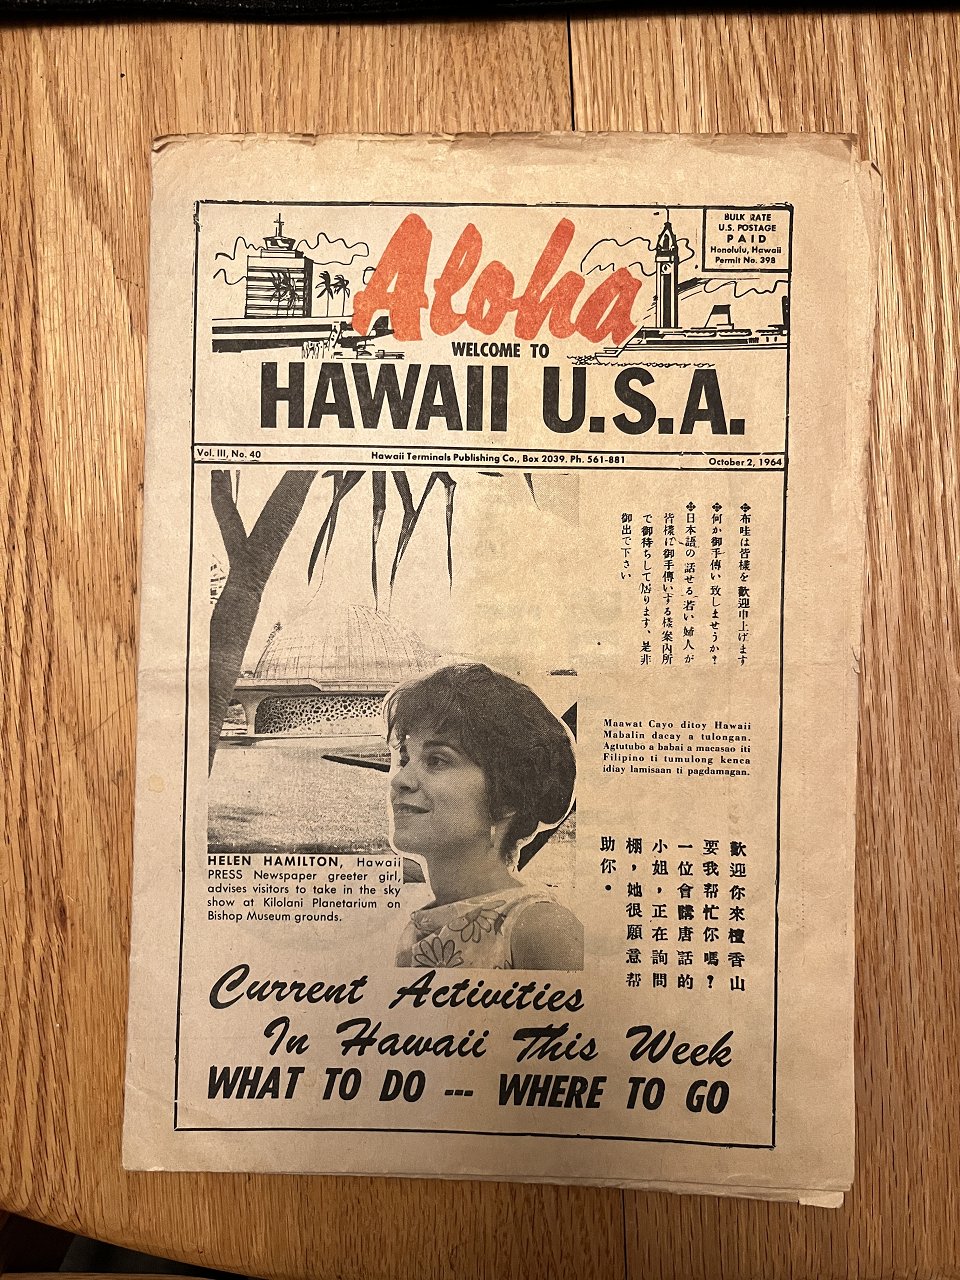 Aloha
BULK RATE
U.S. POSTAGE
PAID
Honolulu, Hawaii
Permit No. 398
WELCOME TO
HAWAII U.S.A.
Vol. III, No. 40
Hawaii Terminals Publishing Co., Box 2039, Ph. 561-881
October 2, 1964
✥布哇は皆樣を歡迎申上げます
✥何か御手傳い致しませうか?
✥日本語の話せる若い婦人が
皆樣に御手傳いする樣案內所
で御待ちして居ります、是非
御出で下さい
Maawat Cayo ditoy Hawaii
Mabalin dacay a tulongan.
Agtutubo a babai a macasao iti
Filipino ti tumulong kenca
idiay lamisaan ti pagdamagan.
歡迎你來檀香山
要我帮忙你嗎?
一位會講唐話的
小姐,正在詢問
棚,她很願意帮
助你。
HELEN HAMILTON, Hawaii
PRESS Newspaper greeter girl,
advises visitors to take in the sky
show at Kilolani Planetarium on
Bishop Museum grounds.
Current Activities
In Hawaii This Week
WHAT TO DO --- WHERE TO GO